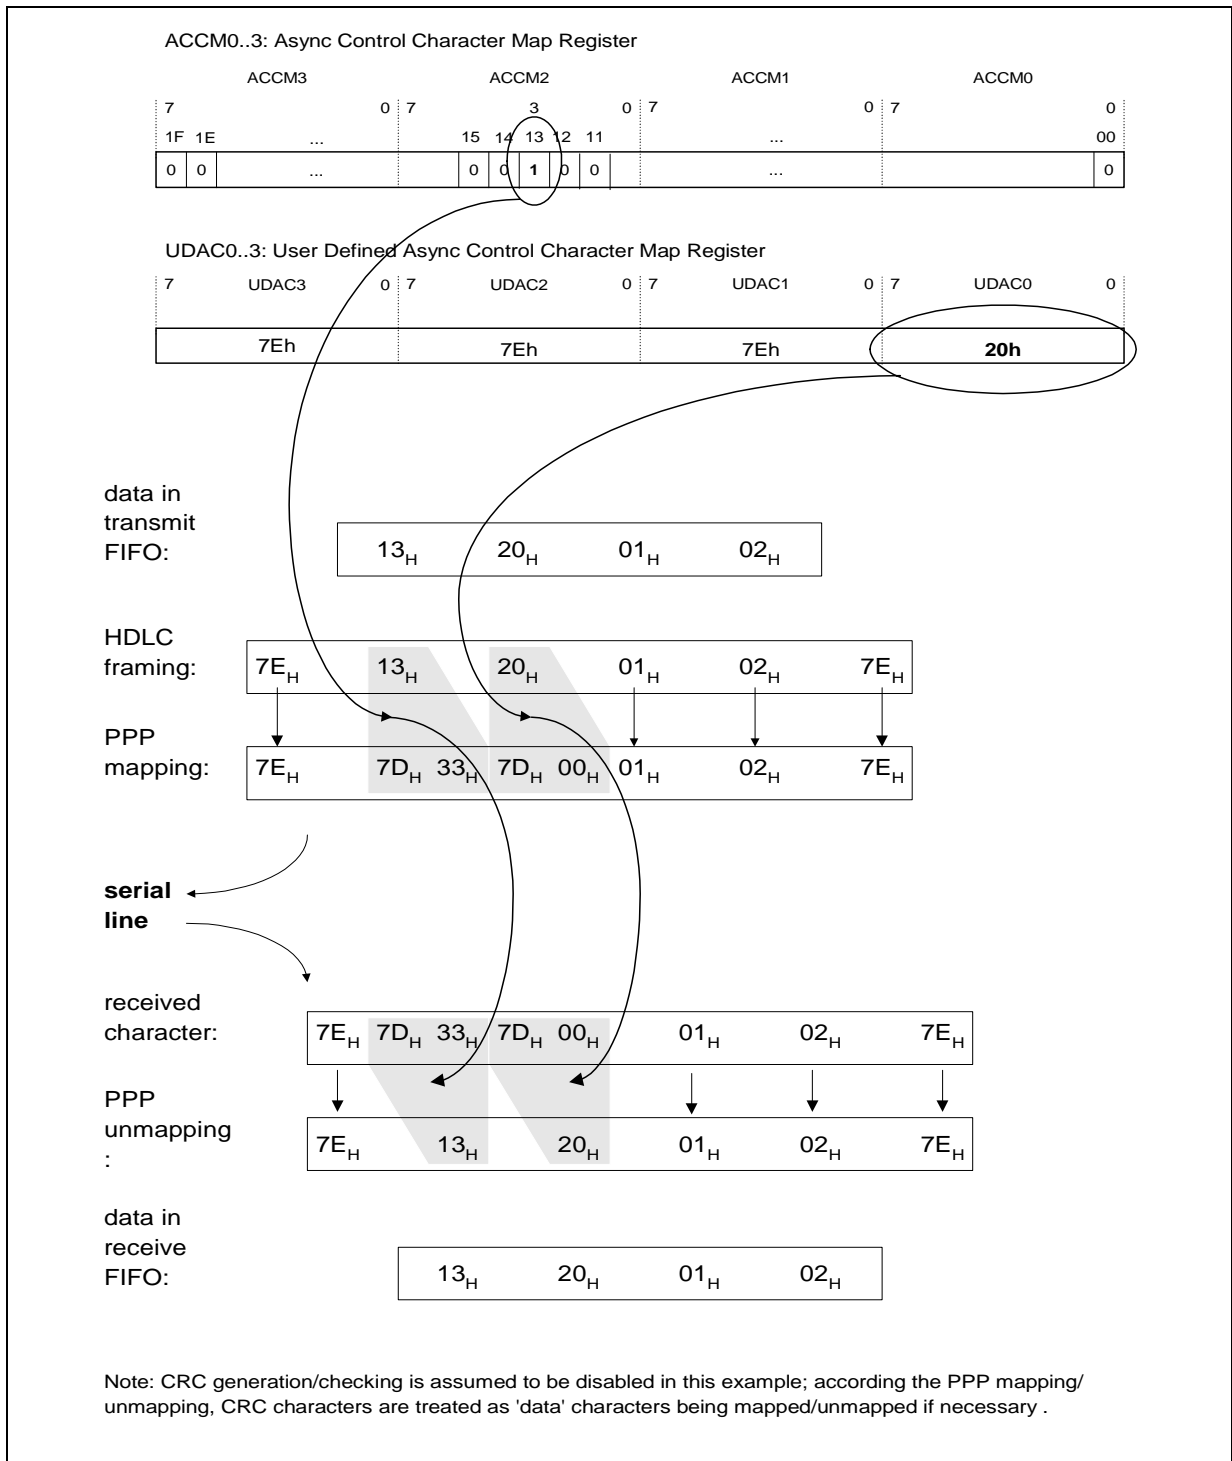 ACCM0..3: Async Control Character Map Register
ACCM3 ACCM2 ACCM1 ACCM0
7 0 7 3 0 7 0 7 0
1F 1E ... 15 14 13 12 11 ... 00
0 0 ... 0 0 1 0 0 ... 0
UDAC0..3: User Defined Async Control Character Map Register
7 UDAC3 0 7 UDAC2 0 7 UDAC1 0 7 UDAC0 0
7Eh 7Eh 7Eh 20h
data in
transmit
FIFO:
13H 20H 01H 02H
HDLC
framing:
7EH 13H 20H 01H 02H 7EH
PPP
mapping:
7EH 7DH 33H 7DH 00H 01H 02H 7EH
serial
line
received
character:
7EH 7DH 33H 7DH 00H 01H 02H 7EH
PPP
unmapping
:
7EH 13H 20H 01H 02H 7EH
data in
receive
FIFO:
13H 20H 01H 02H
Note: CRC generation/checking is assumed to be disabled in this example; according the PPP mapping/
unmapping, CRC characters are treated as 'data' characters being mapped/unmapped if necessary .